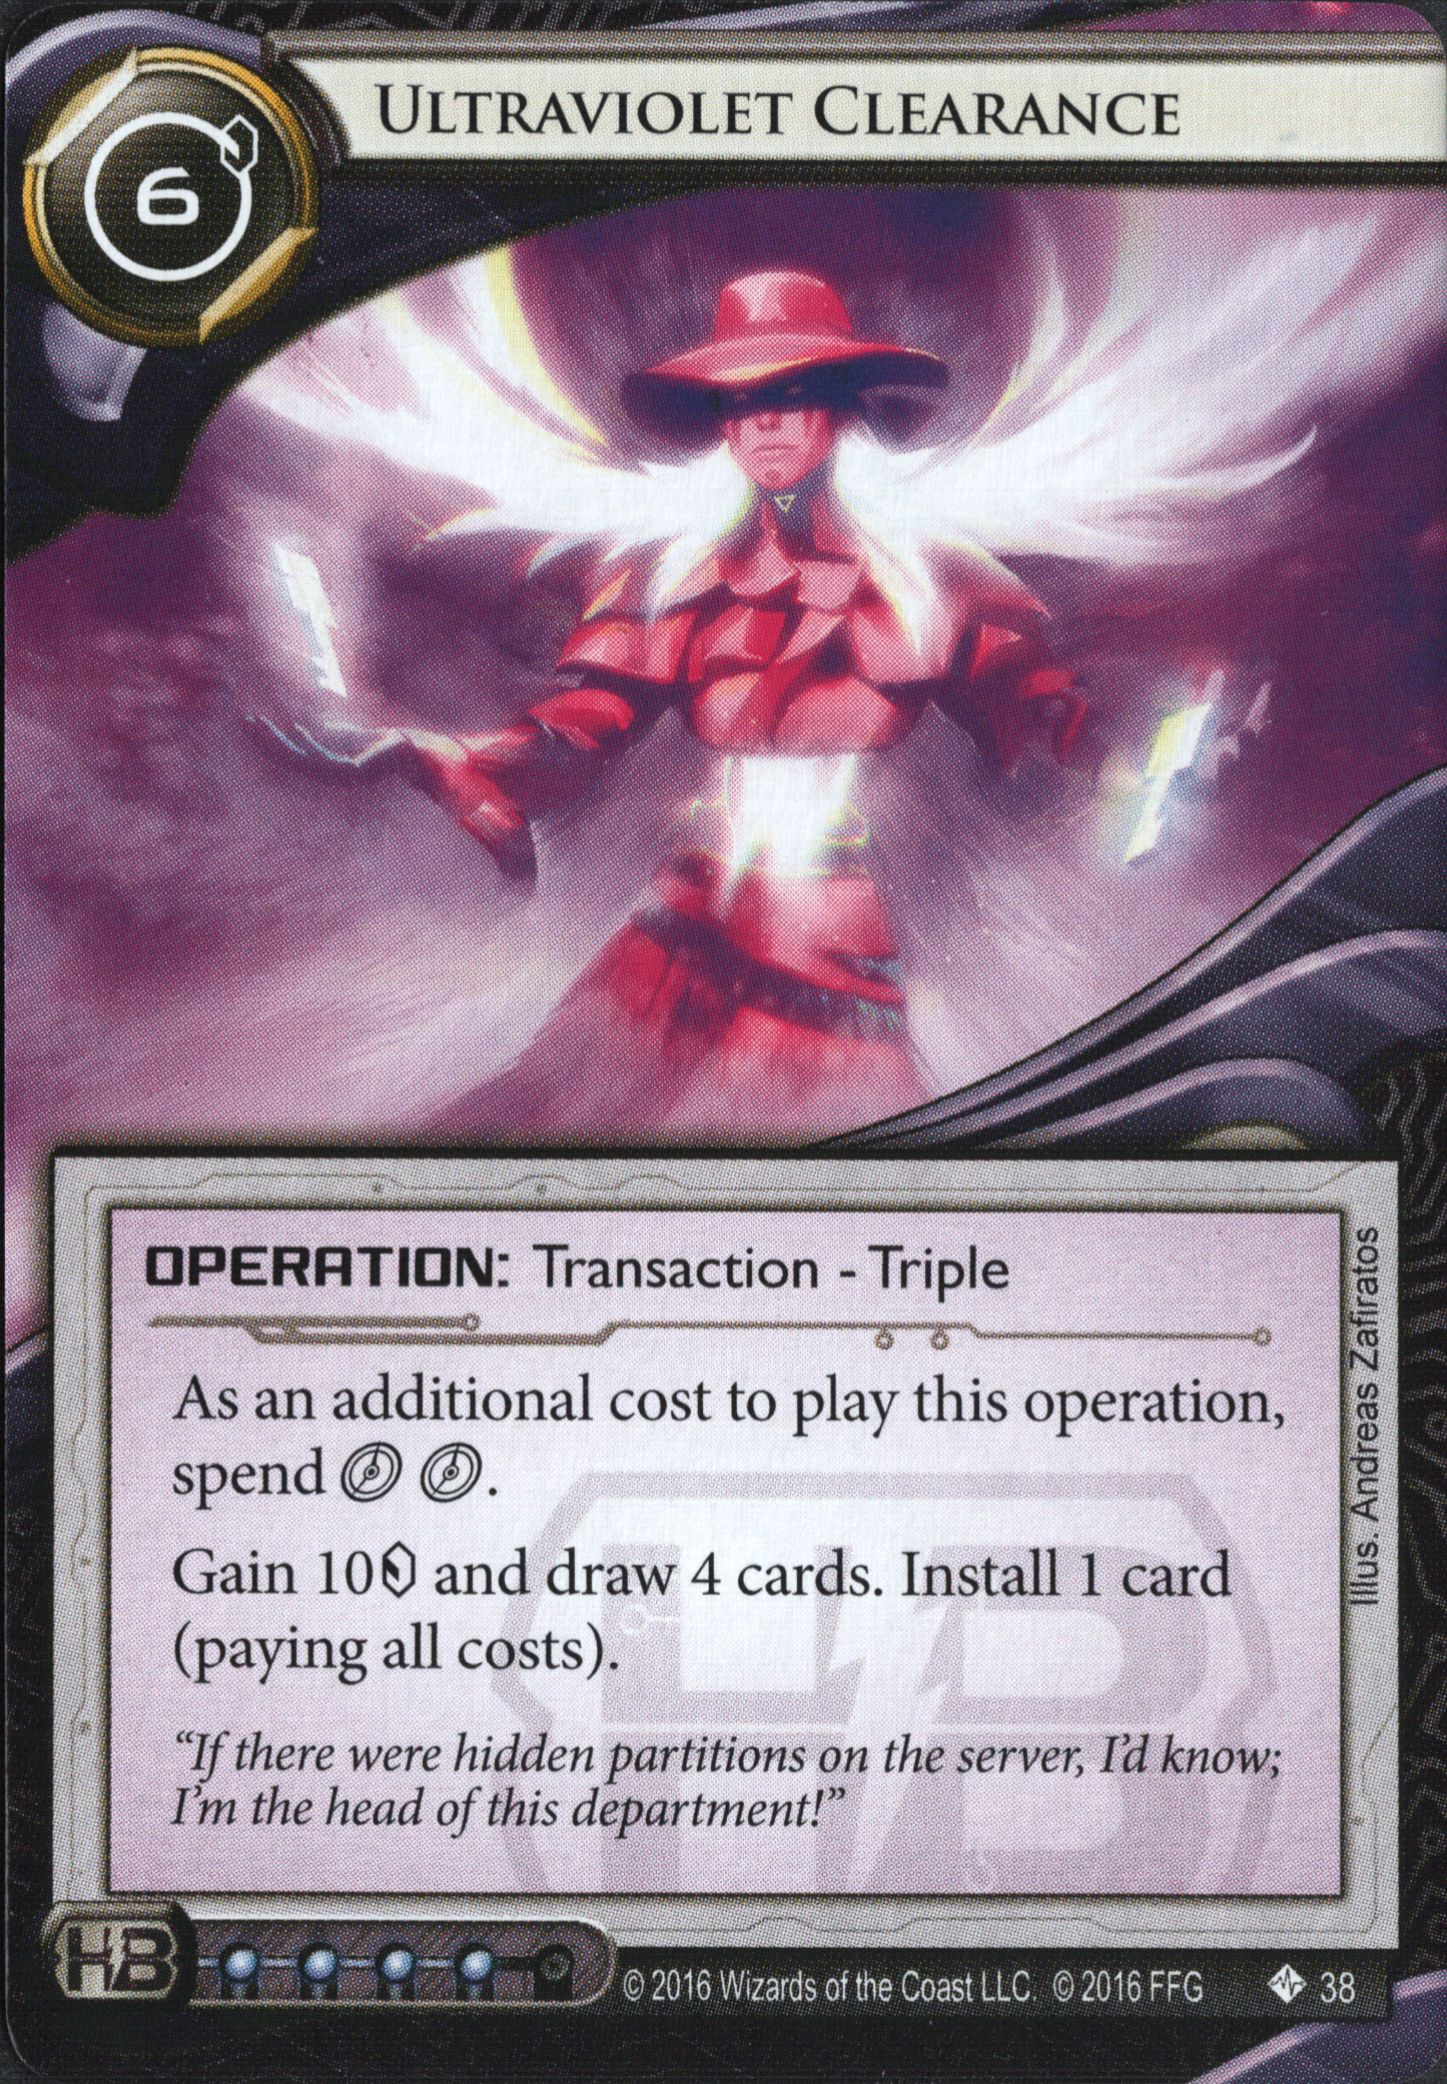 6
ULTRAVIOLET CLEARANCE
OPERATION: Transaction - Triple
As an additional cost to play this operation,
spend .
Gain 10 and draw 4 cards. Install 1 card
(paying all costs).
“If there were hidden partitions on the server, I’d know;
I’m the head of this department!”
Illus. Andreas Zafiratos
HB
© 2016 Wizards of the Coast LLC. © 2016 FFG
38